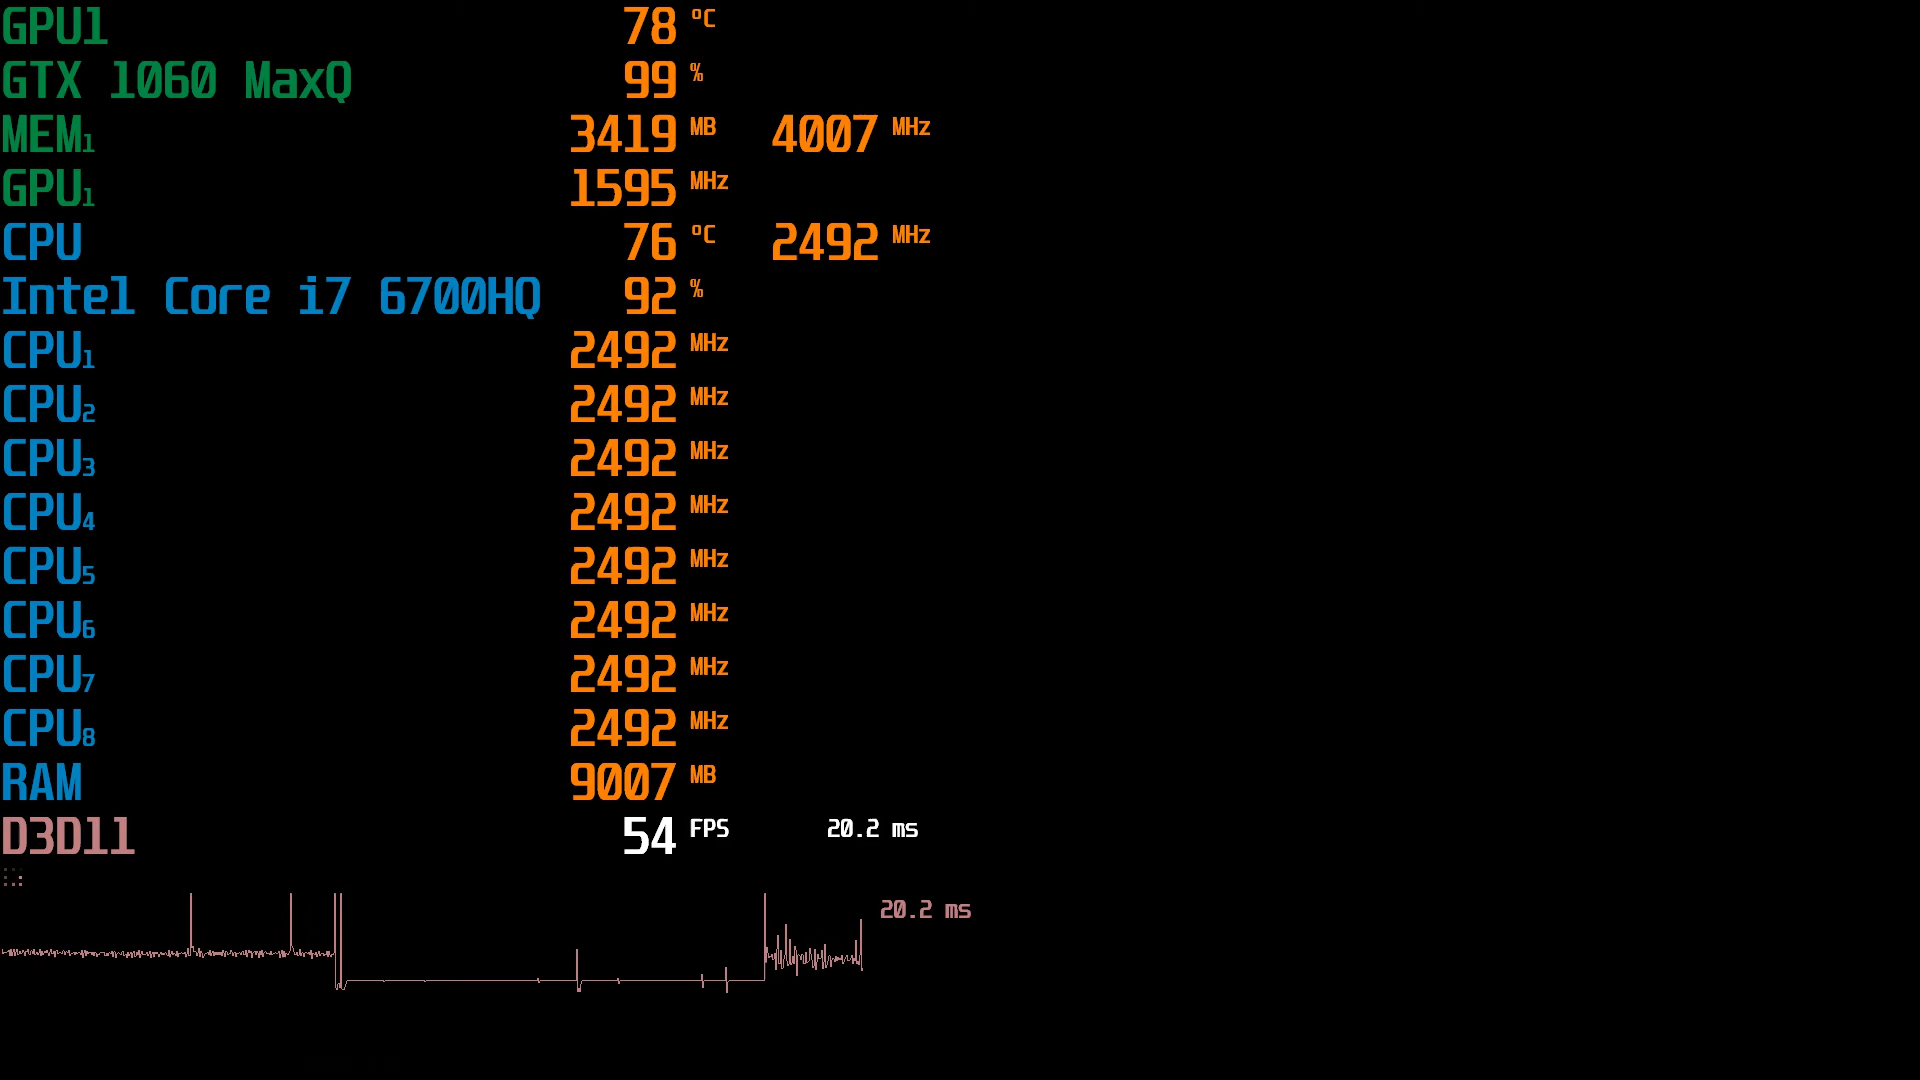 GPU1 78 °C
GTX 1060 MaxQ 99 %
MEM1 3419 MB 4007 MHz
GPU1 1595 MHz
CPU 76 °C 2492 MHz
Intel Core i7 6700HQ 92 %
CPU1 2492 MHz
CPU2 2492 MHz
CPU3 2492 MHz
CPU4 2492 MHz
CPU5 2492 MHz
CPU6 2492 MHz
CPU7 2492 MHz
CPU8 2492 MHz
RAM 9007 MB
D3D11 54 FPS 20.2 ms
20.2 ms